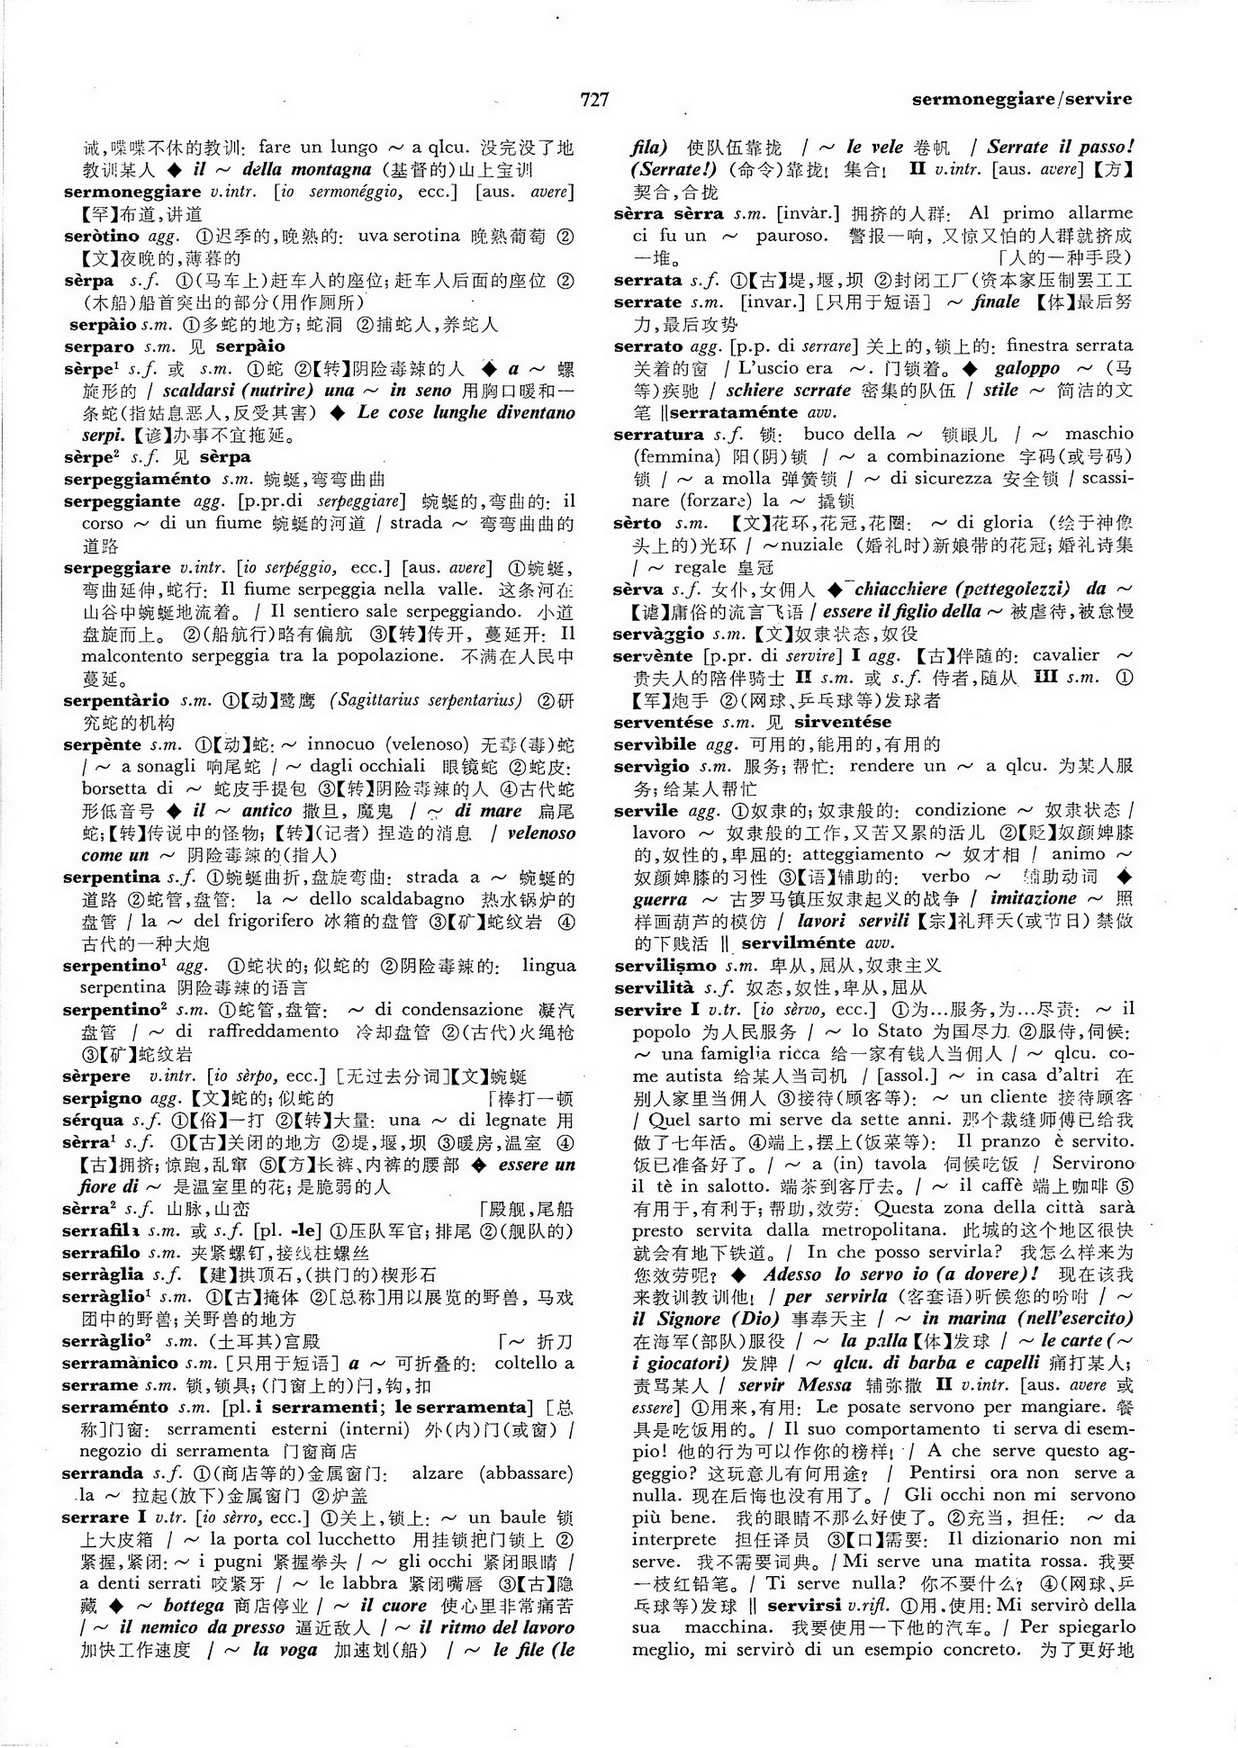 727
sermoneggiare/servire
诫,喋喋不休的教训: fare un lungo ～ a qlcu. 没完没了地
教训某人 ◆ il ～ della montagna (基督的)山上宝训
sermoneggiare v.intr. [io sermonéggio, ecc.] [aus. avere]
【罕】布道,讲道
seròtino agg. ①迟季的,晚熟的: uva serotina 晚熟葡萄 ②
【文】夜晚的,薄暮的
sèrpa s.f. ①(马车上)赶车人的座位; 赶车人后面的座位 ②
(木船)船首突出的部分(用作厕所)
serpàio s.m. ①多蛇的地方; 蛇洞 ②捕蛇人,养蛇人
serparo s.m. 见 serpàio
sèrpe¹ s.f. 或 s.m. ①蛇 ②【转】阴险毒辣的人 ◆ a ～ 螺
旋形的 / scaldarsi (nutrire) una ～ in seno 用胸口暖和一
条蛇(指姑息恶人,反受其害) ◆ Le cose lunghe diventano
serpi. 【谚】办事不宜拖延。
sèrpe² s.f. 见 sèrpa
serpeggiaménto s.m. 蜿蜒,弯弯曲曲
serpeggiante agg. [p.pr.di serpeggiare] 蜿蜒的,弯曲的: il
corso ～ di un fiume 蜿蜒的河道 / strada ～ 弯弯曲曲的
道路
serpeggiare v.intr. [io serpéggio, ecc.] [aus. avere] ①蜿蜒,
弯曲延伸,蛇行: Il fiume serpeggia nella valle. 这条河在
山谷中蜿蜒地流着。 / Il sentiero sale serpeggiando. 小道
盘旋而上。 ②(船航行)略有偏航 ③【转】传开, 蔓延开: Il
malcontento serpeggia tra la popolazione. 不满在人民中
蔓延。
serpentàrio s.m. ①【动】鹭鹰 (Sagittarius serpentarius) ②研
究蛇的机构
serpènte s.m. ①【动】蛇: ～ innocuo (velenoso) 无毒(毒)蛇
/ ～ a sonagli 响尾蛇 / ～ dagli occhiali 眼镜蛇 ②蛇皮:
borsetta di ～ 蛇皮手提包 ③【转】阴险毒辣的人 ④古代蛇
形低音号 ◆ il ～ antico 撒旦, 魔鬼 / ～ di mare 扁尾
蛇;【转】传说中的怪物; 【转】(记者) 捏造的消息 / velenoso
come un ～ 阴险毒辣的(指人)
serpentina s.f. ①蜿蜒曲折,盘旋弯曲: strada a ～ 蜿蜒的
道路 ②蛇管,盘管: la ～ dello scaldabagno 热水锅炉的
盘管 / la ～ del frigorifero 冰箱的盘管 ③【矿】蛇纹岩 ④
古代的一种大炮
serpentino¹ agg. ①蛇状的; 似蛇的 ②阴险毒辣的: lingua
serpentina 阴险毒辣的语言
serpentino² s.m. ①蛇管,盘管: ～ di condensazione 凝汽
盘管 / ～ di raffreddamento 冷却盘管 ②(古代)火绳枪
③【矿】蛇纹岩
sèrpere v.intr. [io sèrpo, ecc.] [无过去分词]【文】蜿蜒
serpigno agg. 【文】蛇的; 似蛇的 「棒打一顿
sérqua s.f. ①【俗】一打 ②【转】大量: una ～ di legnate 用
sèrra¹ s.f. ①【古】关闭的地方 ②堤,堰,坝 ③暖房,温室 ④
【古】拥挤; 惊跑,乱窜 ⑤【方】长裤、内裤的腰部 ◆ essere un
fiore di ～ 是温室里的花; 是脆弱的人
sèrra² s.f. 山脉,山峦 「殿舰,尾船
serrafila s.m. 或 s.f. [pl. -le] ①压队军官; 排尾 ②(舰队的)
serrafilo s.m. 夹紧螺钉,接线柱螺丝
serràglia s.f. 【建】拱顶石,(拱门的)楔形石
serràglio¹ s.m. ①【古】掩体 ②[总称]用以展览的野兽, 马戏
团中的野兽; 关野兽的地方
serràglio² s.m. (土耳其)宫殿 「～ 折刀
serramànico s.m. [只用于短语] a ～ 可折叠的: coltello a
serrame s.m. 锁,锁具; (门窗上的)闩,钩,扣
serraménto s.m. [pl. i serramenti; le serramenta] [总
称]门窗: serramenti esterni (interni) 外(内)门(或窗) /
negozio di serramenta 门窗商店
serranda s.f. ①(商店等的)金属窗门: alzare (abbassare)
la ～ 拉起(放下)金属窗门 ②炉盖
serrare I v.tr. [io sèrro, ecc.] ①关上,锁上: ～ un baule 锁
上大皮箱 / ～ la porta col lucchetto 用挂锁把门锁上 ②
紧握,紧闭: ～ i pugni 紧握拳头 / ～ gli occhi 紧闭眼睛 /
a denti serrati 咬紧牙 / ～ le labbra 紧闭嘴唇 ③【古】隐
藏 ◆ ～ bottega 商店停业 / ～ il cuore 使心里非常痛苦
/ ～ il nemico da presso 逼近敌人 / ～ il ritmo del lavoro
加快工作速度 / ～ la voga 加速划(船) / ～ le file (le
fila) 使队伍靠拢 / ～ le vele 卷帆 / Serrate il passo!
(Serrate!) (命令)靠拢! 集合! II v.intr. [aus. avere] 【方】
契合,合拢
sèrra sèrra s.m. [invàr.] 拥挤的人群: Al primo allarme
ci fu un ～ pauroso. 警报一响, 又惊又怕的人群就挤成
一堆。 「人的一种手段)
serrata s.f. ①【古】堤,堰,坝 ②封闭工厂(资本家压制罢工工
serrate s.m. [invar.] [只用于短语] ～ finale 【体】最后努
力,最后攻势
serrato agg. [p.p. di serrare] 关上的,锁上的: finestra serrata
关着的窗 / L'uscio era ～. 门锁着。 ◆ galoppo ～ (马
等)疾驰 / schiere serrate 密集的队伍 / stile ～ 简洁的文
笔 ‖serrataménte avv.
serratura s.f. 锁: buco della ～ 锁眼儿 / ～ maschio
(femmina) 阳(阴)锁 / ～ a combinazione 字码(或号码)
锁 / ～ a molla 弹簧锁 / ～ di sicurezza 安全锁 / scassi-
nare (forzare) la ～ 撬锁
sèrto s.m. 【文】花环,花冠,花圈: ～ di gloria (绘于神像
头上的)光环 / ～nuziale (婚礼时)新娘带的花冠; 婚礼诗集
/ ～ regale 皇冠
sèrva s.f. 女仆,女佣人 ◆ chiacchiere (pettegolezzi) da ～
【谑】庸俗的流言飞语 / essere il figlio della ～ 被虐待,被怠慢
servàggio s.m. 【文】奴隶状态,奴役
servènte [p.pr. di servire] I agg. 【古】伴随的: cavalier ～
贵夫人的陪伴骑士 II s.m. 或 s.f. 侍者,随从 III s.m. ①
【军】炮手 ②(网球、乒乓球等)发球者
serventése s.m. 见 sirventése
servìbile agg. 可用的,能用的,有用的
servìgio s.m. 服务; 帮忙: rendere un ～ a qlcu. 为某人服
务; 给某人帮忙
servile agg. ①奴隶的; 奴隶般的: condizione ～ 奴隶状态 /
lavoro ～ 奴隶般的工作,又苦又累的活儿 ②【贬】奴颜婢膝
的,奴性的,卑屈的: atteggiamento ～ 奴才相 / animo ～
奴颜婢膝的习性 ③【语】辅助的: verbo ～ 辅助动词 ◆
guerra ～ 古罗马镇压奴隶起义的战争 / imitazione ～ 照
样画葫芦的模仿 / lavori servili 【宗】礼拜天(或节日) 禁做
的下贱活 ‖ servilménte avv.
servilismo s.m. 卑从,屈从,奴隶主义
servilità s.f. 奴态,奴性,卑从,屈从
servire I v.tr. [io sèrvo, ecc.] ①为…服务,为…尽责: ～ il
popolo 为人民服务 / ～ lo Stato 为国尽力 ②服侍,伺候:
～ una famiglia ricca 给一家有钱人当佣人 / ～ qlcu. co-
me autista 给某人当司机 / [assol.] ～ in casa d'altri 在
别人家里当佣人 ③接待(顾客等): ～ un cliente 接待顾客
/ Quel sarto mi serve da sette anni. 那个裁缝师傅已给我
做了七年活。 ④端上,摆上(饭菜等): Il pranzo è servito.
饭已准备好了。 / ～ a (in) tavola 伺候吃饭 / Servirono
il tè in salotto. 端茶到客厅去。 / ～ il caffè 端上咖啡 ⑤
有用于,有利于; 帮助,效劳: Questa zona della città sarà
presto servita dalla metropolitana. 此城的这个地区很快
就会有地下铁道。 / In che posso servirla? 我怎么样来为
您效劳呢? ◆ Adesso lo servo io (a dovere)! 现在该我
来教训教训他! / per servirla (客套语)听候您的吩咐 / ～
il Signore (Dio) 事奉天主 / ～ in marina (nell'esercito)
在海军(部队)服役 / ～ la palla【体】发球 / ～ le carte (～
i giocatori) 发牌 / ～ qlcu. di barba e capelli 痛打某人;
责骂某人 / servir Messa 辅弥撒 II v.intr. [aus. avere 或
essere] ①用来,有用: Le posate servono per mangiare. 餐
具是吃饭用的。 / Il suo comportamento ti serva di esem-
pio! 他的行为可以作你的榜样! / A che serve questo ag-
geggio? 这玩意儿有何用途? / Pentirsi ora non serve a
nulla. 现在后悔也没有用了。 / Gli occhi non mi servono
più bene. 我的眼睛不那么好使了。 ②充当, 担任: ～ da
interprete 担任译员 ③【口】需要: Il dizionario non mi
serve. 我不需要词典。 / Mi serve una matita rossa. 我要
一枝红铅笔。 / Ti serve nulla? 你不要什么? ④(网球、乒
乓球等)发球 ‖ servirsi v.rifl. ①用,使用: Mi servirò della
sua macchina. 我要使用一下他的汽车。 / Per spiegarlo
meglio, mi servirò di un esempio concreto. 为了更好地